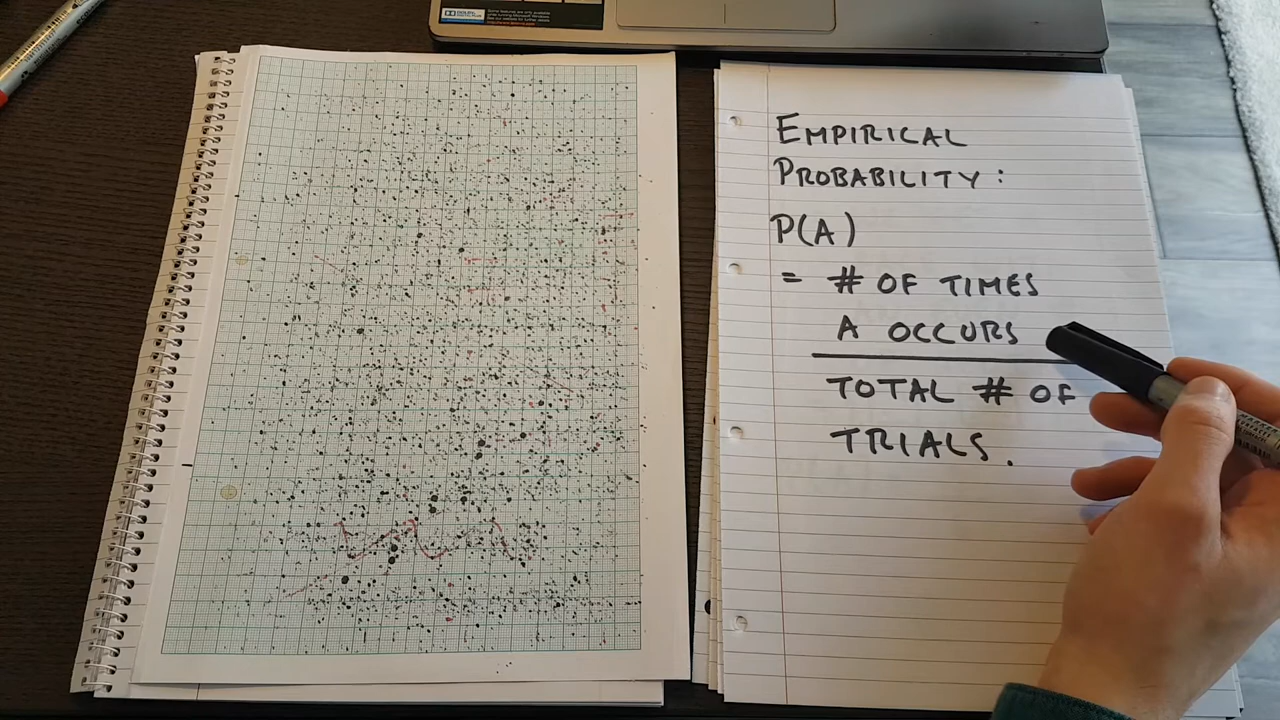 EMPIRICAL
PROBABILITY:
P(A)
= # OF TIMES
A OCCURS
TOTAL # OF
TRIALS.